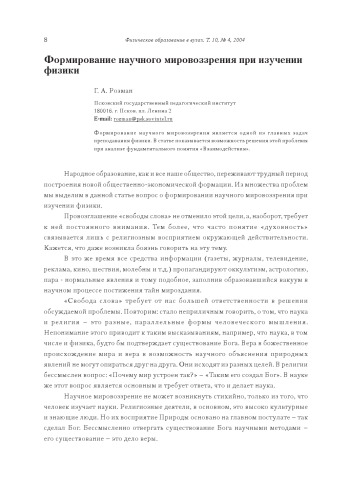 8
Физическое образование в вузах. Т. 10, № 4, 2004
Формирование научного мировоззрения при изучении
физики
Г. А. Розман
Псковский государственный педагогический институт
180016, г. Псков, пл. Ленина 2
E-mail: rozman@psk.sovintel.ru
Формирование научного мировоззрения является одной из главных задач
преподавания физики. В статье показывается возможность решения этой проблемы
при анализе фундаментального понятия «Взаимодействие».
Народное образование, как и все наше общество, переживают трудный период
построения новой общественно-экономической формации. Из множества проблем
мы выделим в данной статье вопрос о формировании научного мировоззрения при
изучении физики.
Провозглашение «свободы слова» не отменило этой цели, а, наоборот, требует
к ней постоянного внимания. Тем более, что часто понятие «духовность»
связывается лишь с религиозным восприятием окружающей действительности.
Кажется, что даже возникла боязнь говорить на эту тему.
В это же время все средства информации (газеты, журналы, телевидение,
реклама, кино, шествия, молебны и т.д.) пропагандируют оккультизм, астрологию,
пара - нормальные явления и тому подобное, заполнив образовавшийся вакуум в
научном процессе постижения тайн мироздания.
«Свобода слова» требует от нас большей ответственности в решении
обсуждаемой проблемы. Повторим: стало неприличным говорить, о том, что наука
и религия – это разные, параллельные формы человеческого мышления.
Непонимание этого приводит к таким высказываниям, например, что наука, в том
числе и физика, будто бы подтверждает существование Бога. Вера в божественное
происхождение мира и вера в возможность научного объяснения природных
явлений не могут опираться друг на друга. Они исходят из разных целей. В религии
бессмыслен вопрос: «Почему мир устроен так?» – «Таким его создал Бог». В науке
же этот вопрос является основным и требует ответа, что и делает наука.
Научное мировоззрение не может возникнуть стихийно, только из того, что
человек изучает науки. Религиозные деятели, в основном, это высоко культурные
и знающие люди. Но их восприятие Природы основано на главном постулате – так
сделал Бог. Бессмысленно отвергать существование Бога научными методами –
его существование – это дело веры.